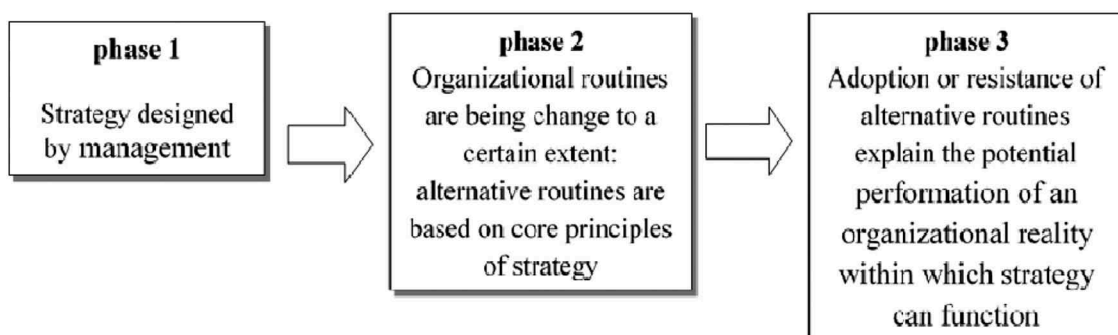 phase 1
Strategy designed
by management
phase 2
Organizational routines
are being change to a
certain extent:
alternative routines are
based on core principles
of strategy
phase 3
Adoption or resistance of
alternative routines
explain the potential
performation of an
organizational reality
within which strategy
can function